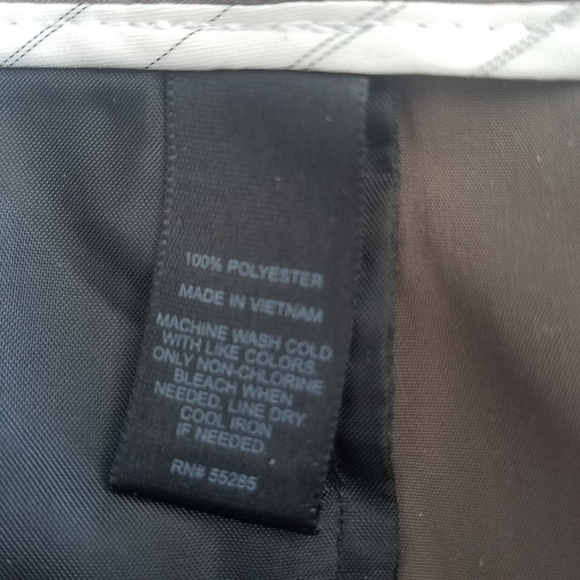 100% POLYESTER
MADE IN VIETNAM
MACHINE WASH COLD
WITH LIKE COLORS.
ONLY NON-CHLORINE
BLEACH WHEN
NEEDED. LINE DRY.
COOL IRON
IF NEEDED.
RN# 55285